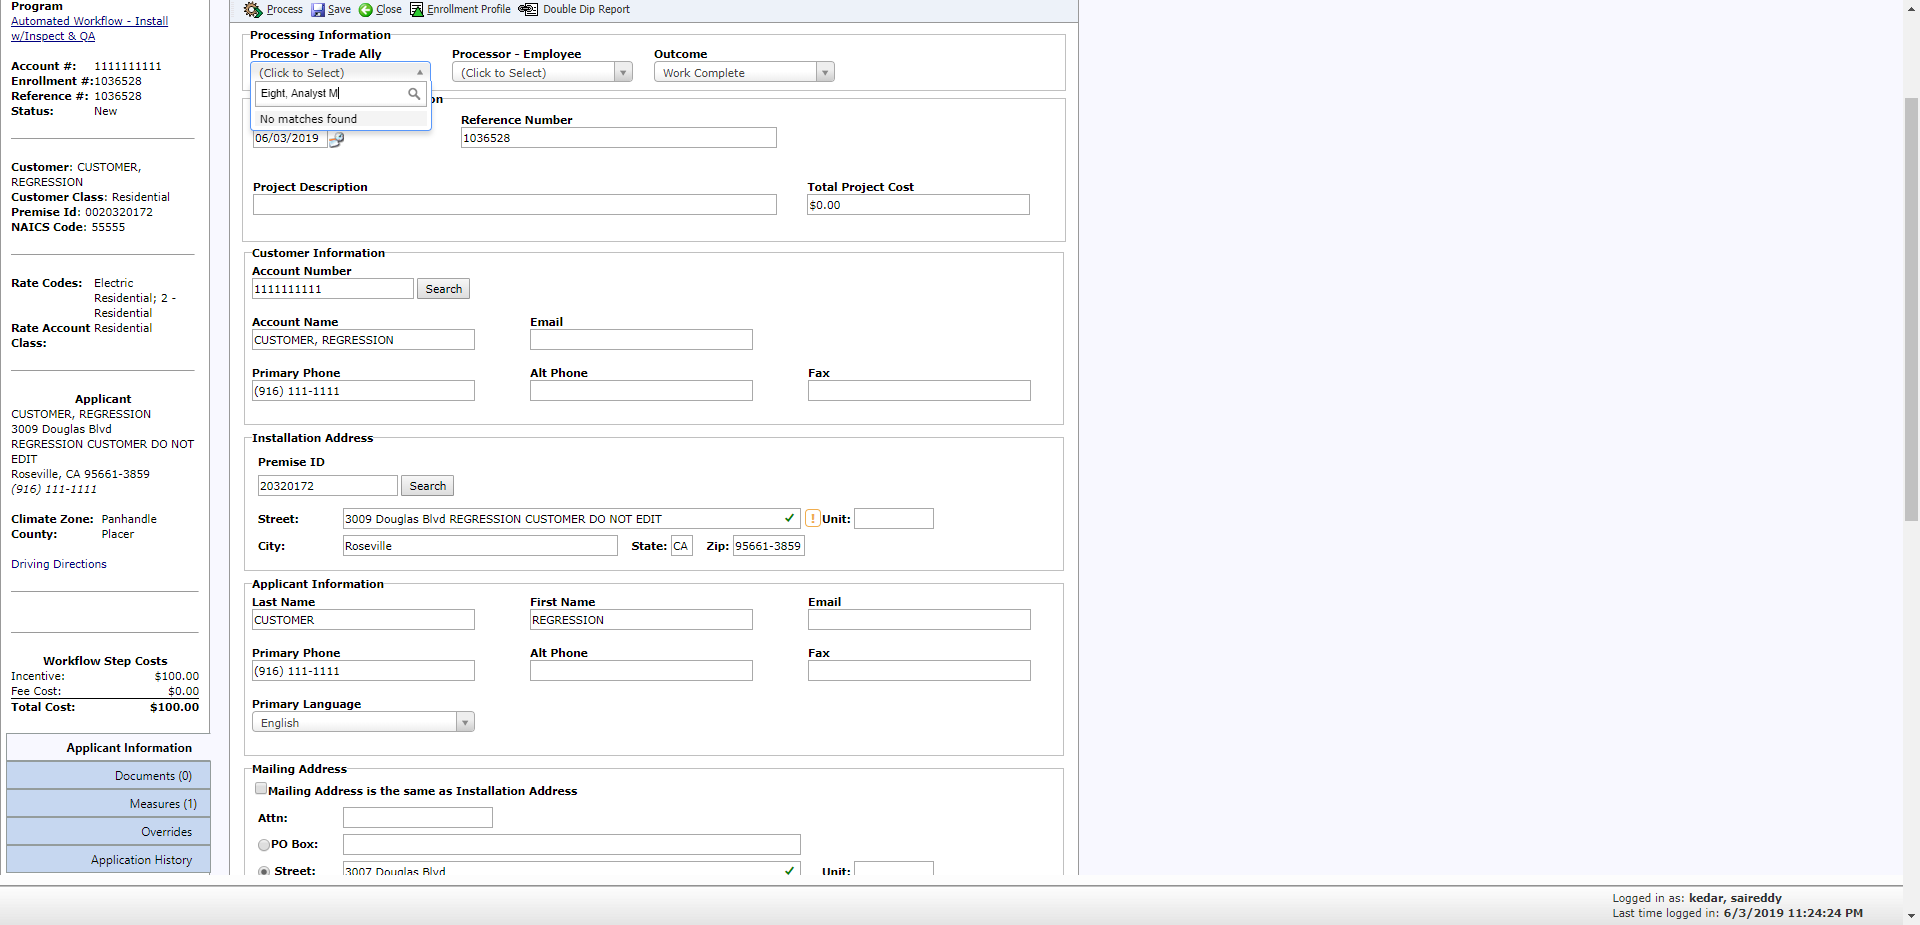 Program
Automated Workflow - Install
w/Inspect & QA
Account #: 1111111111
Enrollment #:1036528
Reference #: 1036528
Status: New
Customer: CUSTOMER,
REGRESSION
Customer Class: Residential
Premise Id: 0020320172
NAICS Code: 55555
Rate Codes: Electric
Residential; 2 -
Residential
Rate Account Residential
Class:
Applicant
CUSTOMER, REGRESSION
3009 Douglas Blvd
REGRESSION CUSTOMER DO NOT
EDIT
Roseville, CA 95661-3859
(916) 111-1111
Climate Zone: Panhandle
County: Placer
Driving Directions
Workflow Step Costs
Incentive: $100.00
Fee Cost: $0.00
Total Cost: $100.00
Applicant Information
Documents (0)
Measures (1)
Overrides
Application History
Process Save Close Enrollment Profile Double Dip Report
Processing Information
Processor - Trade Ally Processor - Employee Outcome
(Click to Select) (Click to Select) Work Complete
Eight, Analyst M
No matches found
on
Reference Number
06/03/2019 1036528
Project Description Total Project Cost
$0.00
Customer Information
Account Number
1111111111 Search
Account Name Email
CUSTOMER, REGRESSION
Primary Phone Alt Phone Fax
(916) 111-1111
Installation Address
Premise ID
20320172 Search
Street: 3009 Douglas Blvd REGRESSION CUSTOMER DO NOT EDIT ! Unit:
City: Roseville State: CA Zip: 95661-3859
Applicant Information
Last Name First Name Email
CUSTOMER REGRESSION
Primary Phone Alt Phone Fax
(916) 111-1111
Primary Language
English
Mailing Address
Mailing Address is the same as Installation Address
Attn:
PO Box:
Street: 3007 Douglas Blvd Unit:
Logged in as: kedar, saireddy
Last time logged in: 6/3/2019 11:24:24 PM